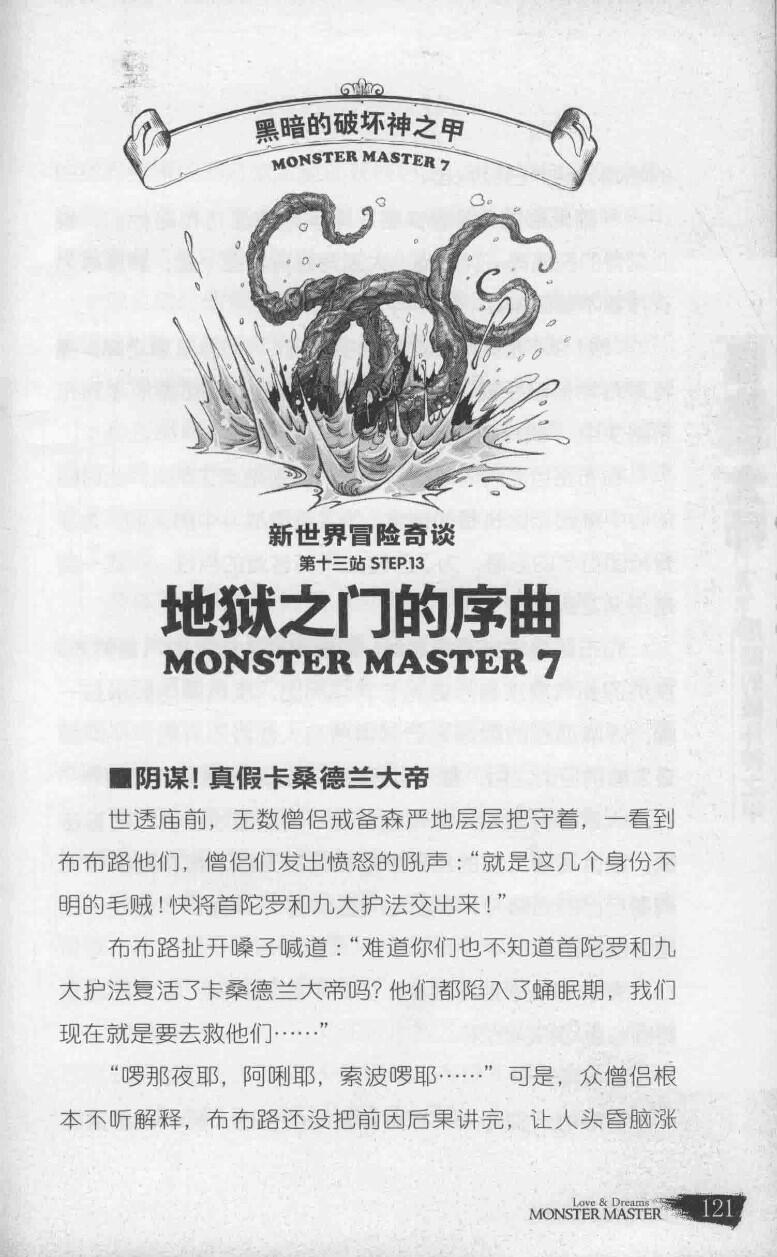 黑暗的破坏神之甲
MONSTER MASTER 7
新世界冒险奇谈
第十三站 STEP.13
地狱之门的序曲
MONSTER MASTER 7
■阴谋！真假卡桑德兰大帝
世透庙前，无数僧侣戒备森严地层层把守着，一看到
布布路他们，僧侣们发出愤怒的吼声：“就是这几个身份不
明的毛贼！快将首陀罗和九大护法交出来！”
布布路扯开嗓子喊道：“难道你们也不知道首陀罗和九
大护法复活了卡桑德兰大帝吗？他们都陷入了蛹眠期，我们
现在就是要去救他们……”
“啰那夜耶，阿唎耶，索波啰耶……”可是，众僧侣根
本不听解释，布布路还没把前因后果讲完，让人头昏脑涨
Love & Dreams
MONSTER MASTER
121